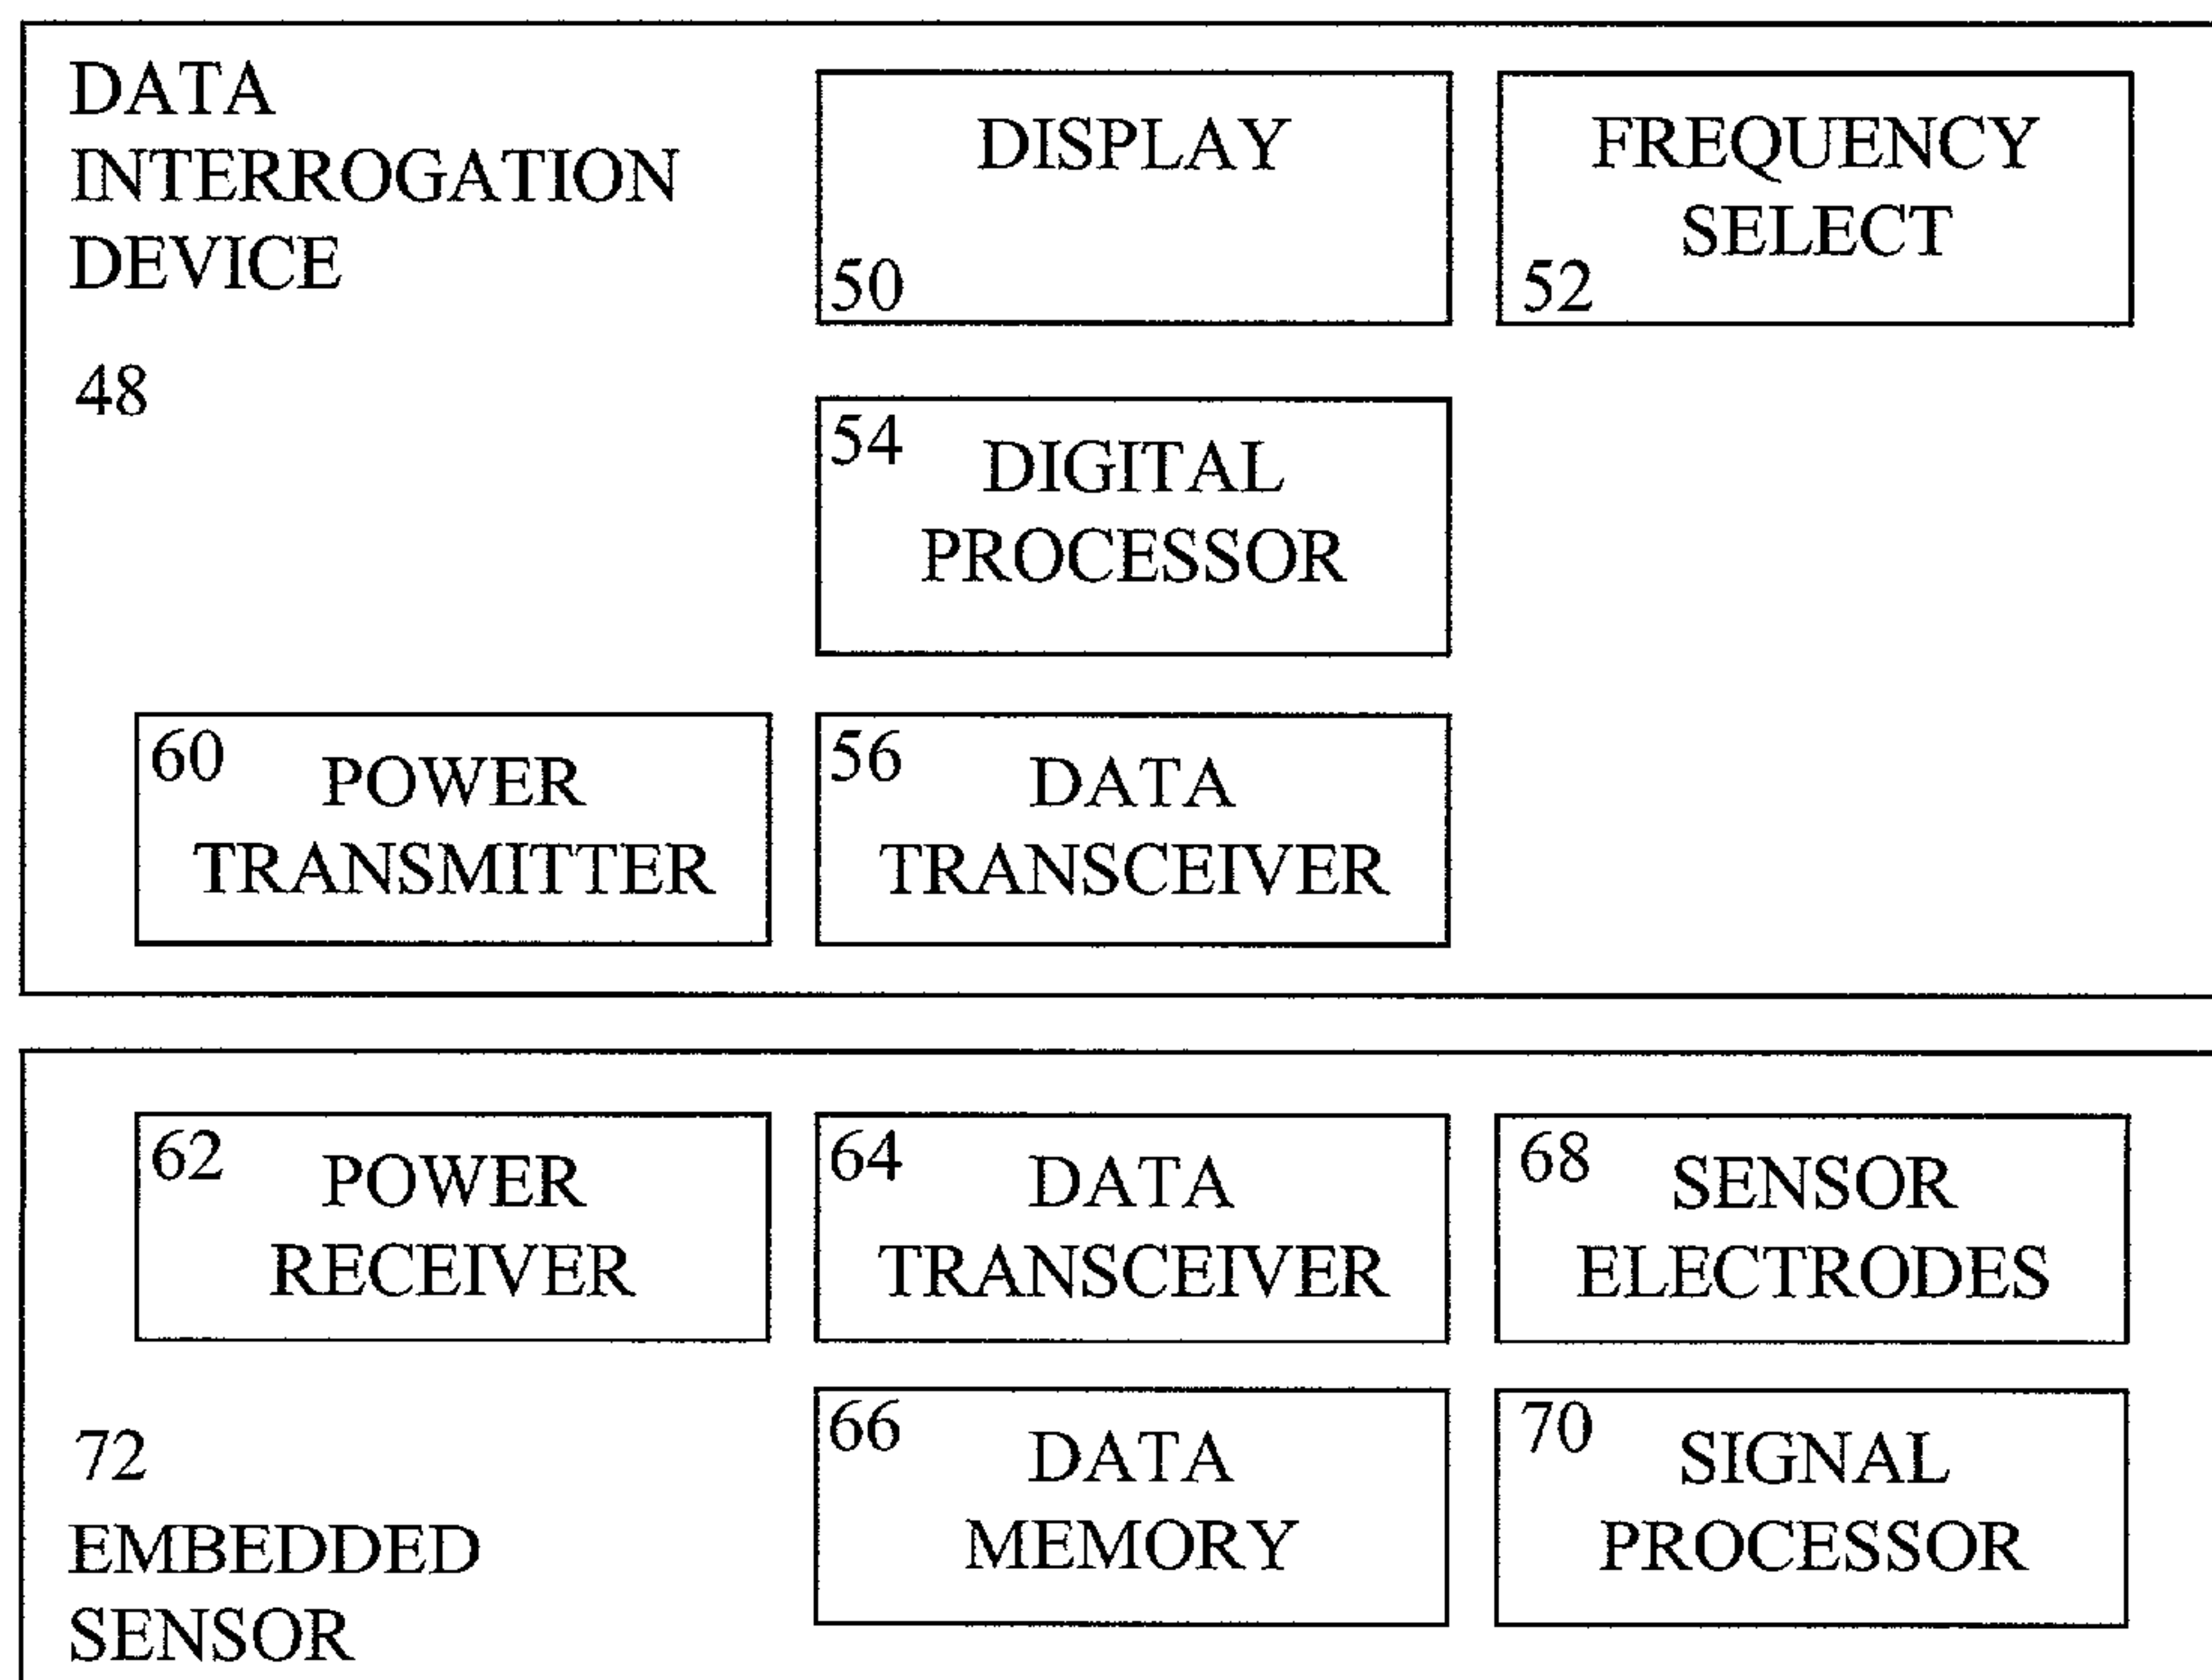 DATA
INTERROGATION
DEVICE
48
DISPLAY
50
FREQUENCY
SELECT
52
54
DIGITAL
PROCESSOR
60
POWER
TRANSMITTER
56
DATA
TRANSCEIVER
62
POWER
RECEIVER
64
DATA
TRANSCEIVER
68
SENSOR
ELECTRODES
72
EMBEDDED
SENSOR
66
DATA
MEMORY
70
SIGNAL
PROCESSOR